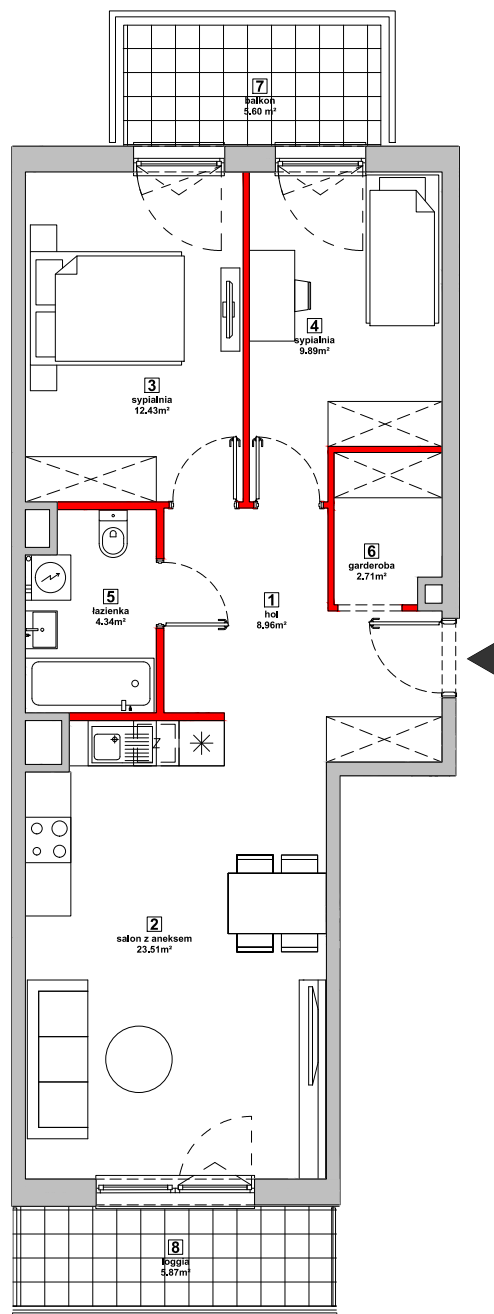 7
balkon
5.60 m²
4
sypialnia
9.89m²
3
sypialnia
12.43m²
6
garderoba
2.71m²
5
łazienka
4.34m²
1
hol
8.96m²
Z
2
salon z aneksem
23.51m²
8
loggia
5.87m²